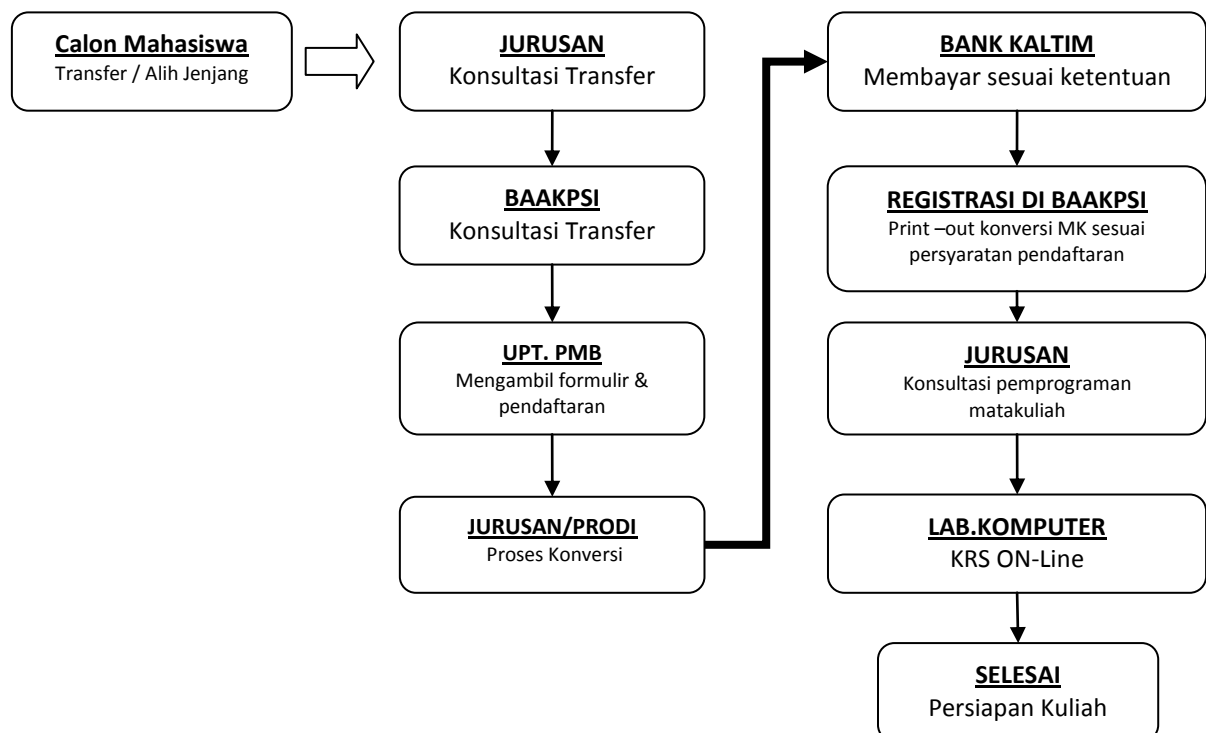 Calon Mahasiswa
Transfer / Alih Jenjang
JURUSAN
Konsultasi Transfer
BAAKPSI
Konsultasi Transfer
UPT. PMB
Mengambil formulir &
pendaftaran
JURUSAN/PRODI
Proses Konversi
BANK KALTIM
Membayar sesuai ketentuan
REGISTRASI DI BAAKPSI
Print –out konversi MK sesuai
persyaratan pendaftaran
JURUSAN
Konsultasi pemprograman
matakuliah
LAB.KOMPUTER
KRS ON-Line
SELESAI
Persiapan Kuliah